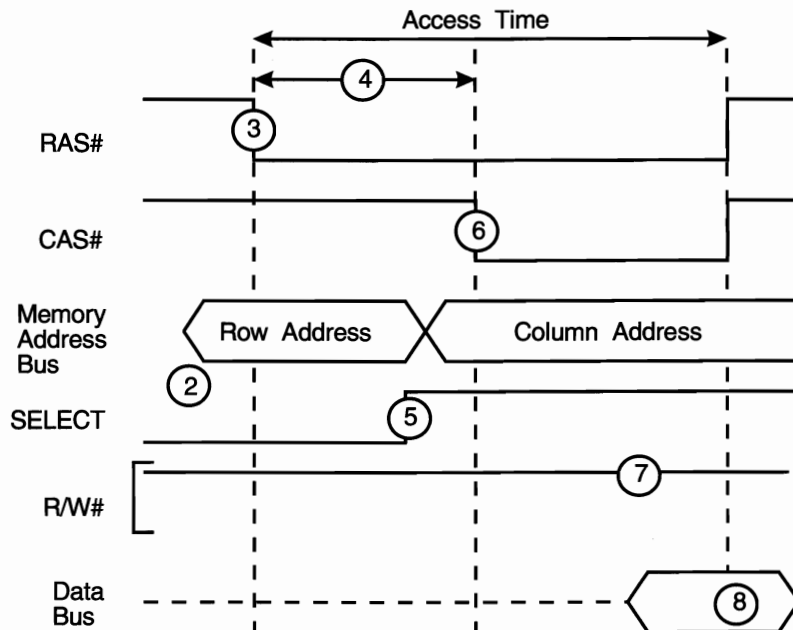 Access Time
4
RAS#
3
CAS#
6
Memory
Address
Bus
Row Address
Column Address
2
SELECT
5
R/W#
7
Data
Bus
8